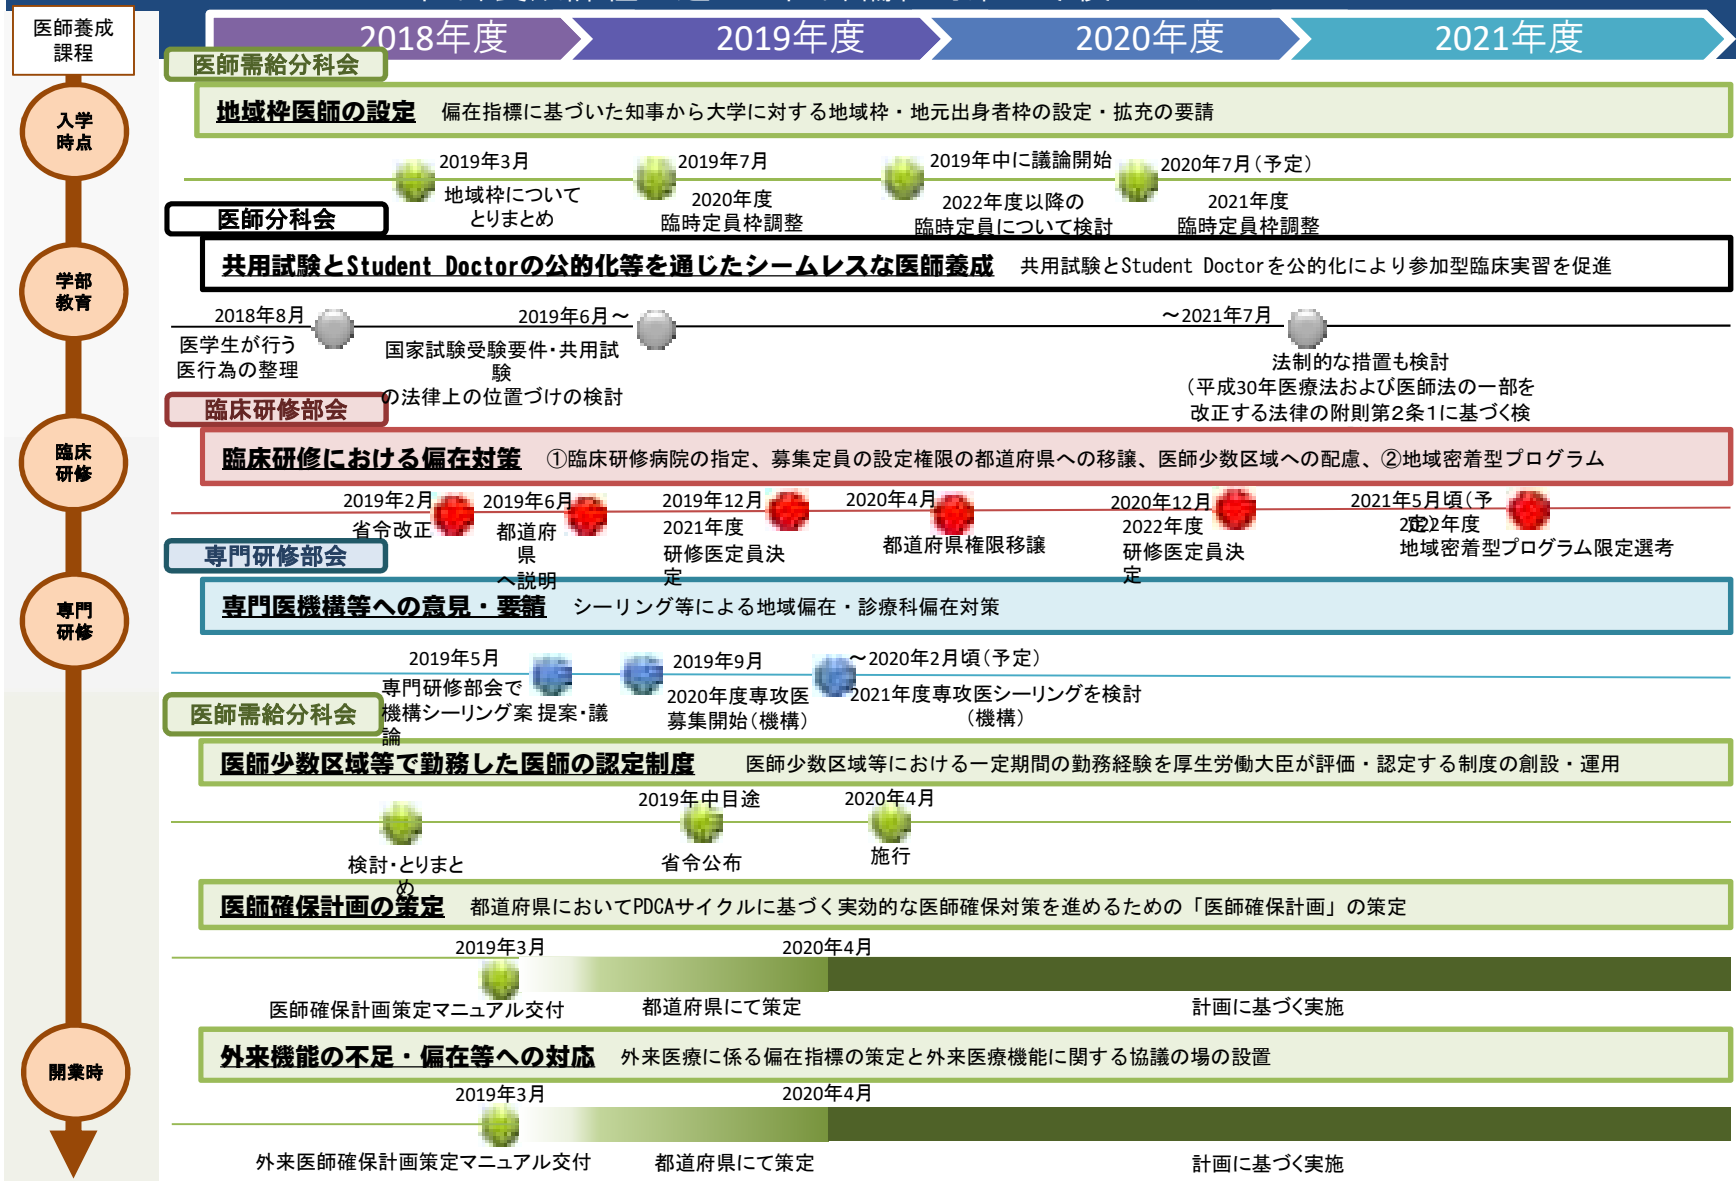 医師養成
課程
2018年度
2019年度
2020年度
2021年度
医師需給分科会
入学
時点
地域枠医師の設定 偏在指標に基づいた知事から大学に対する地域枠・地元出身者枠の設定・拡充の要請
2019年3月
地域枠について
とりまとめ
2019年7月
2020年度
臨時定員枠調整
2019年中に議論開始
2022年度以降の
臨時定員について検討
2020年7月(予定)
2021年度
臨時定員枠調整
医師分科会
学部
教育
共用試験とStudent Doctorの公的化等を通じたシームレスな医師養成 共用試験とStudent Doctorを公的化により参加型臨床実習を促進
2018年8月
医学生が行う
医行為の整理
2019年6月～
国家試験受験要件・共用試
験
の法律上の位置づけの検討
～2021年7月
法制的な措置も検討
(平成30年医療法および医師法の一部を
改正する法律の附則第2条1に基づく検
臨床研修部会
臨床
研修
臨床研修における偏在対策 ①臨床研修病院の指定、募集定員の設定権限の都道府県への移譲、医師少数区域への配慮、②地域密着型プログラム
2019年2月
省令改正
2019年6月
都道府
県
へ説明
2019年12月
2021年度
研修医定員決
定
2020年4月
都道府県権限移譲
2020年12月
2022年度
研修医定員決
定
2021年5月頃(予
定)
2022年度
地域密着型プログラム限定選考
専門研修部会
専門
研修
専門医機構等への意見・要請 シーリング等による地域偏在・診療科偏在対策
2019年5月
専門研修部会で
機構シーリング案 提案・議
論
2019年9月
2020年度専攻医
募集開始(機構)
～2020年2月頃(予定)
2021年度専攻医シーリングを検討
(機構)
医師需給分科会
医師少数区域等で勤務した医師の認定制度 医師少数区域等における一定期間の勤務経験を厚生労働大臣が評価・認定する制度の創設・運用
検討・とりまと
め
2019年中目途
省令公布
2020年4月
施行
医師確保計画の策定 都道府県においてPDCAサイクルに基づく実効的な医師確保対策を進めるための「医師確保計画」の策定
2019年3月
医師確保計画策定マニュアル交付
2020年4月
都道府県にて策定
計画に基づく実施
開業時
外来機能の不足・偏在等への対応 外来医療に係る偏在指標の策定と外来医療機能に関する協議の場の設置
2019年3月
外来医師確保計画策定マニュアル交付
2020年4月
都道府県にて策定
計画に基づく実施